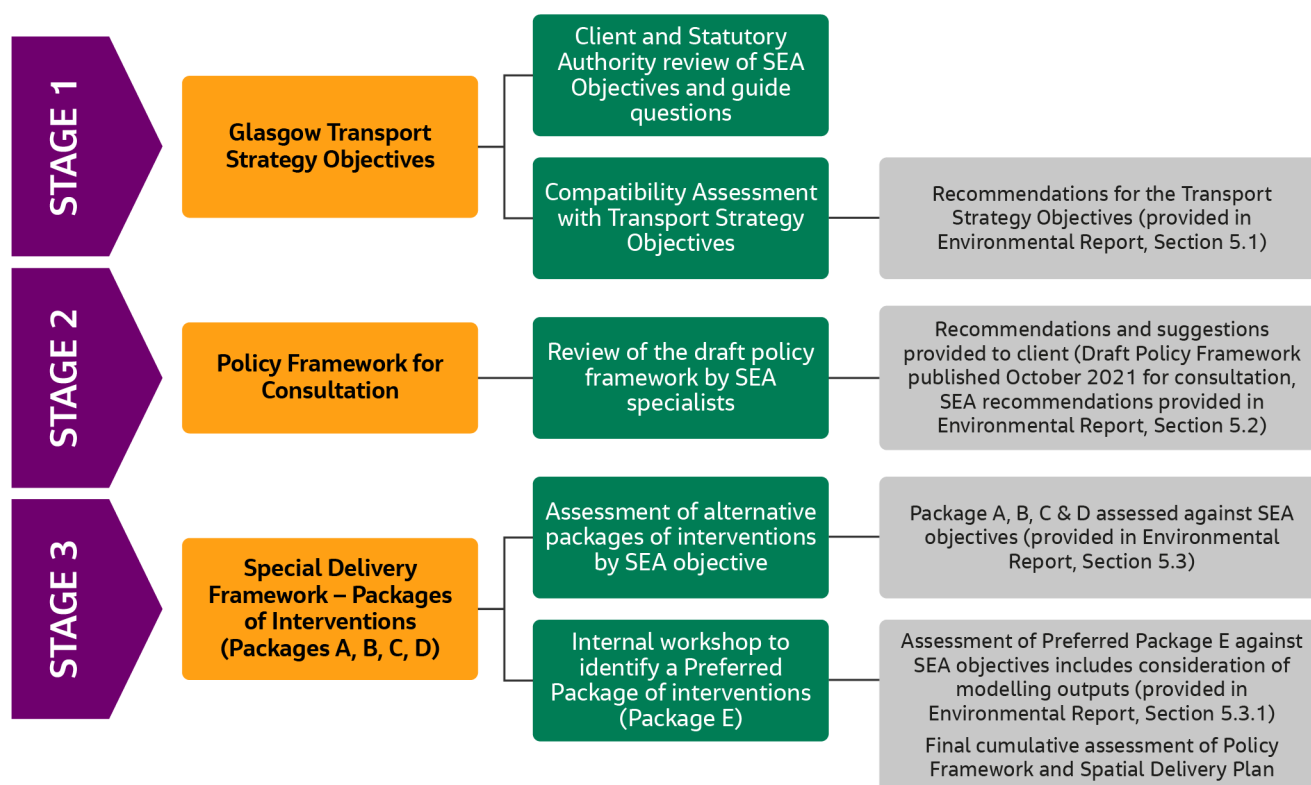 STAGE 1
Glasgow Transport
Strategy Objectives
Client and Statutory
Authority review of SEA
Objectives and guide
questions
Compatibility Assessment
with Transport Strategy
Objectives
Recommendations for the Transport
Strategy Objectives (provided in
Environmental Report, Section 5.1)
STAGE 2
Policy Framework for
Consultation
Review of the draft policy
framework by SEA
specialists
Recommendations and suggestions
provided to client (Draft Policy Framework
published October 2021 for consultation,
SEA recommendations provided in
Environmental Report, Section 5.2)
STAGE 3
Special Delivery
Framework – Packages
of Interventions
(Packages A, B, C, D)
Assessment of alternative
packages of interventions
by SEA objective
Package A, B, C & D assessed against SEA
objectives (provided in Environmental
Report, Section 5.3)
Internal workshop to
identify a Preferred
Package of interventions
(Package E)
Assessment of Preferred Package E against
SEA objectives includes consideration of
modelling outputs (provided in
Environmental Report, Section 5.3.1)
Final cumulative assessment of Policy
Framework and Spatial Delivery Plan